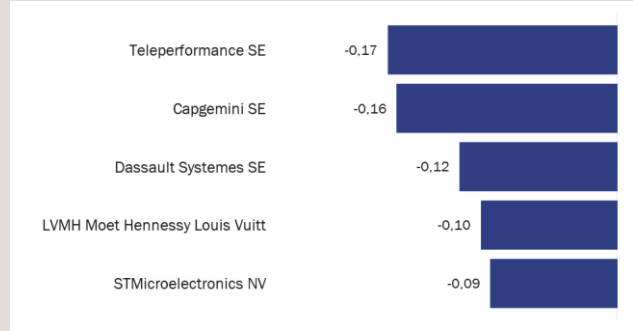 Teleperformance SE -0,17
Capgemini SE -0,16
Dassault Systemes SE -0,12
LVMH Moet Hennessy Louis Vuitt -0,10
STMicroelectronics NV -0,09